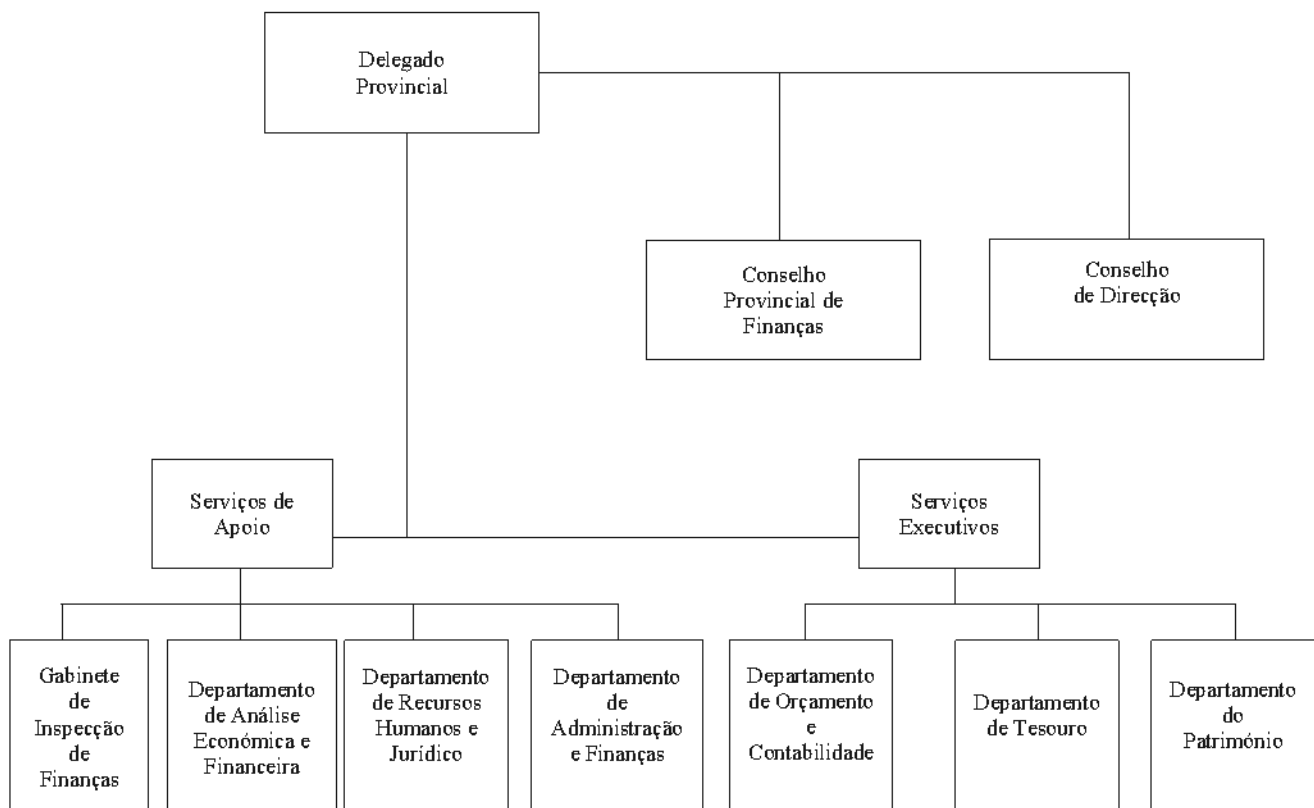 Delegado
Provincial
Conselho
Provincial de
Finanças
Conselho
de Direcção
Serviços de
Apoio
Serviços
Executivos
Gabinete
de
Inspecção
de
Finanças
Departamento
de Análise
Económica e
Financeira
Departamento
de Recursos
Humanos e
Jurídico
Departamento
de
Administração
e Finanças
Departamento
de Orçamento
e
Contabilidade
Departamento
de Tesouro
Departamento
do
Património